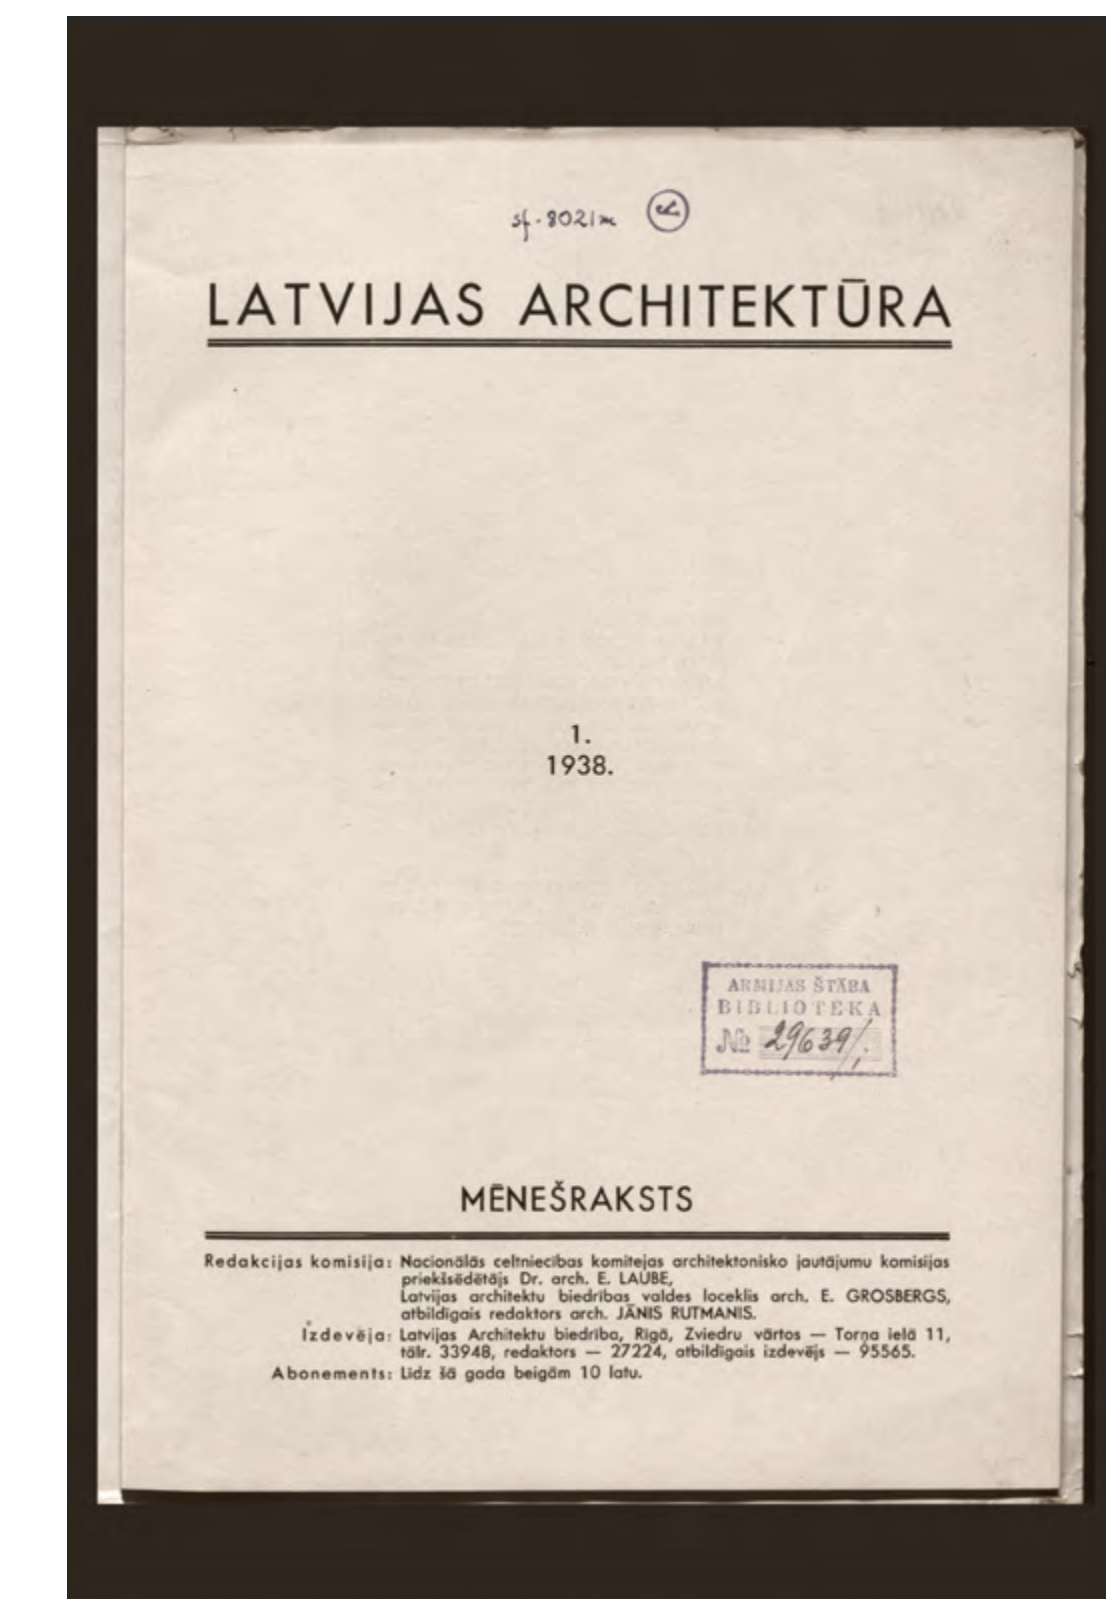 sf-8021m
LATVIJAS ARCHITEKTŪRA
1.
1938.
ARMIJAS ŠTĀBA
BIBLIOTEKA
№ 29639/1.
MĒNEŠRAKSTS
Redakcijas komisija: Nacionālās celtniecības komitejas architektonisko jautājumu komisijas
priekšsēdētājs Dr. arch. E. LAUBE,
Latvijas architektu biedrības valdes loceklis arch. E. GROSBERGS,
atbildīgais redaktors arch. JĀNIS RUTMANIS.
Izdevēja: Latvijas Architektu biedrība, Rīgā, Zviedru vārtos — Torņa ielā 11,
tālr. 33948, redaktors — 27224, atbildīgais izdevējs — 95565.
Abonements: Līdz šā gada beigām 10 latu.